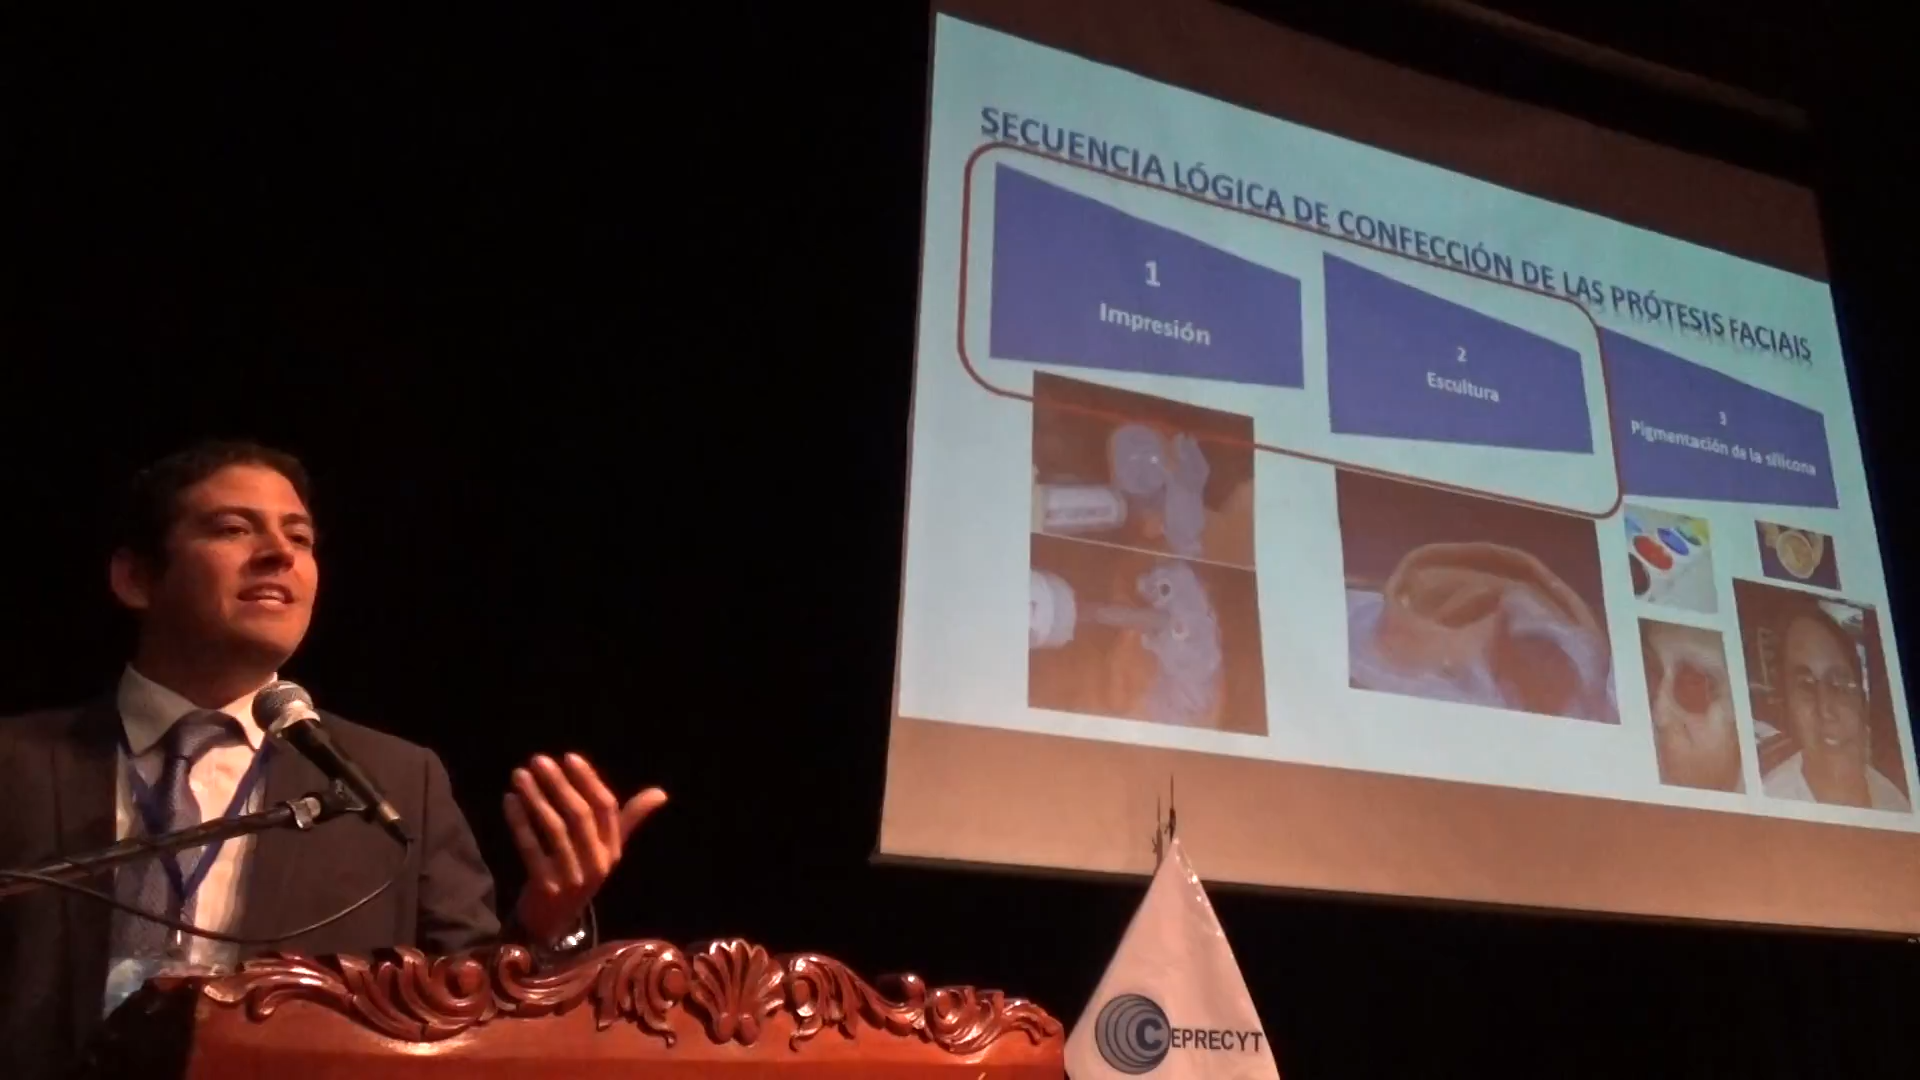 SECUENCIA LÓGICA DE CONFECCIÓN DE LAS PRÓTESIS FACIAIS
1
Impresión
2
Escultura
3
Pigmentación de la silicona
CEPRECYT